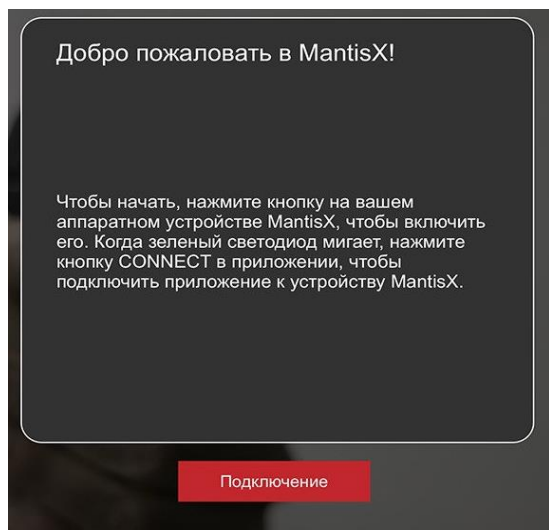 Добро пожаловать в MantisX!
Чтобы начать, нажмите кнопку на вашем
аппаратном устройстве MantisX, чтобы включить
его. Когда зеленый светодиод мигает, нажмите
кнопку CONNECT в приложении, чтобы
подключить приложение к устройству MantisX.
Подключение